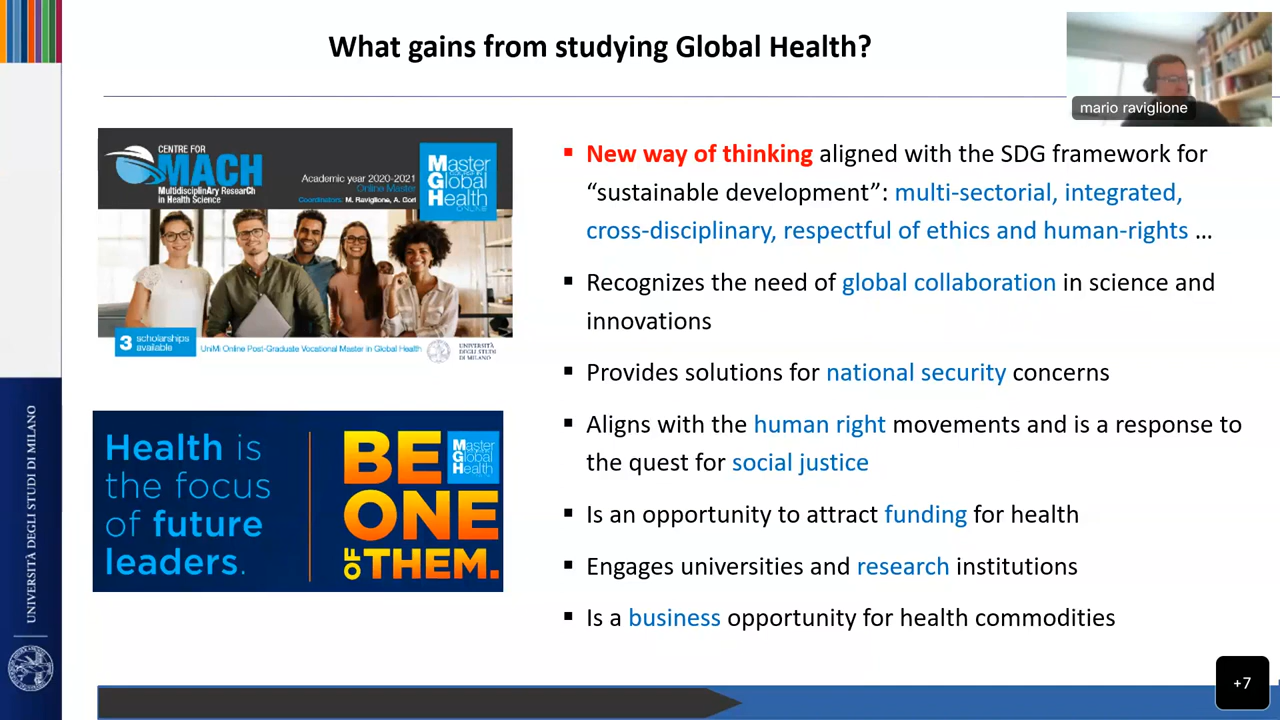 What gains from studying Global Health?
mario raviglione
CENTRE FOR
MACH
MultidisciplinAry ResearCh
in Health Science
Academic year 2020-2021
Online Master
Coordinators: M. Raviglione, A. Gori
Master
Global
Health
ONLINE
3 scholarships
available
UniMi Online Post-Graduate Vocational Master in Global Health
UNIVERSITÀ
DEGLI STUDI
DI MILANO
Health is
the focus
of future
leaders.
BE
ONE
OF THEM.
Master
Global
Health
▪ New way of thinking aligned with the SDG framework for
“sustainable development”: multi-sectorial, integrated,
cross-disciplinary, respectful of ethics and human-rights ...
▪ Recognizes the need of global collaboration in science and
innovations
▪ Provides solutions for national security concerns
▪ Aligns with the human right movements and is a response to
the quest for social justice
▪ Is an opportunity to attract funding for health
▪ Engages universities and research institutions
▪ Is a business opportunity for health commodities
UNIVERSITÀ DEGLI STUDI DI MILANO
+7